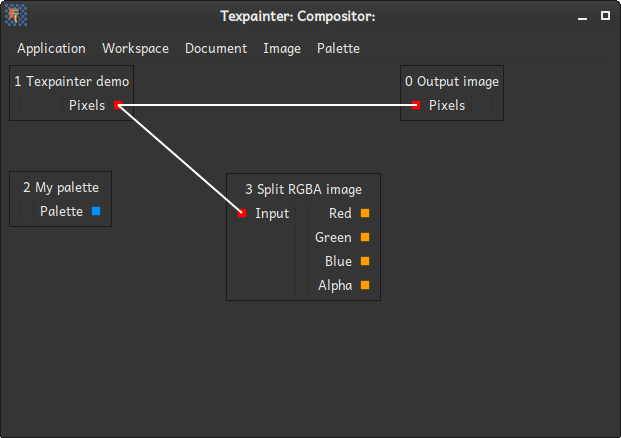 Texpainter: Compositor:
Application Workspace Document Image Palette
1 Texpainter demo
Pixels
0 Output image
Pixels
2 My palette
Palette
3 Split RGBA image
Input Red
Green
Blue
Alpha